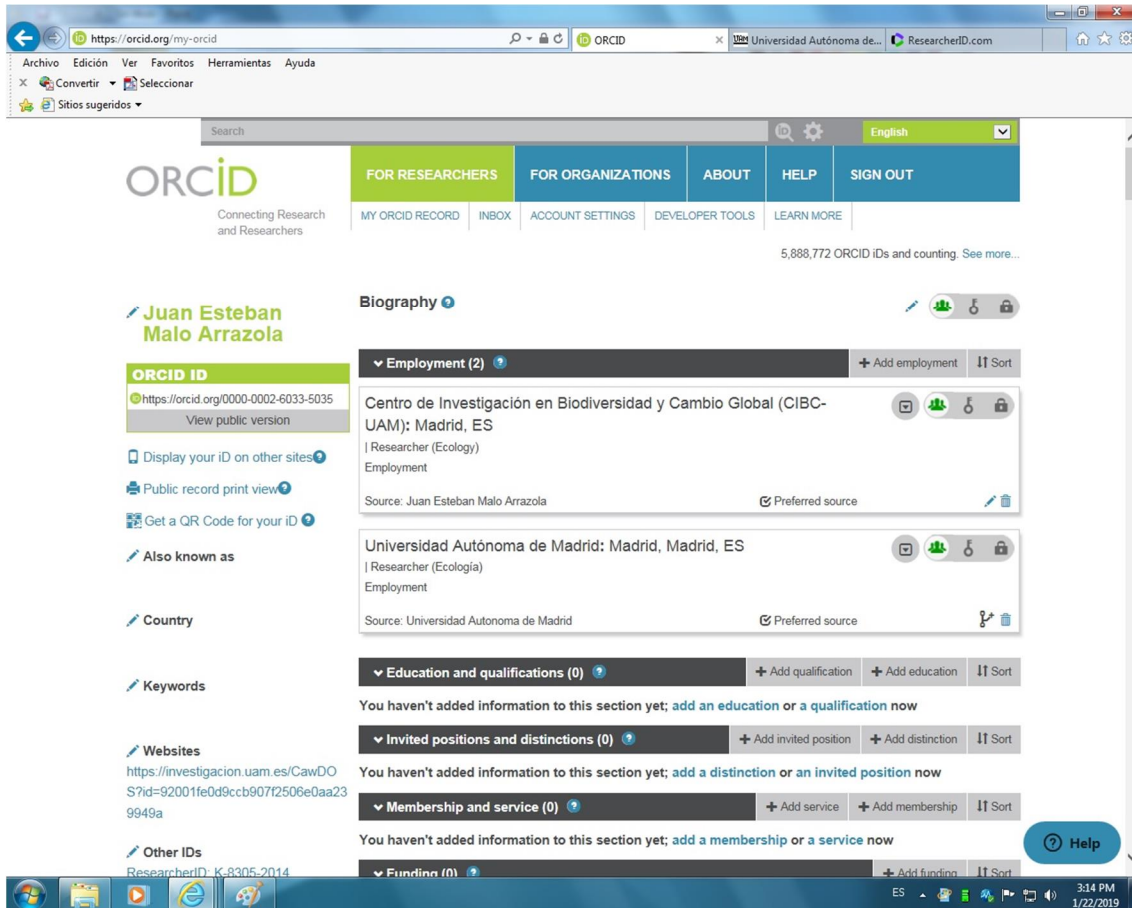 https://orcid.org/my-orcid
ORCID
UAM Universidad Autónoma de...
ResearcherID.com
Archivo Edición Ver Favoritos Herramientas Ayuda
x Convertir Seleccionar
Sitios sugeridos
Search
English
ORCiD
Connecting Research
and Researchers
FOR RESEARCHERS FOR ORGANIZATIONS ABOUT HELP SIGN OUT
MY ORCID RECORD INBOX ACCOUNT SETTINGS DEVELOPER TOOLS LEARN MORE
5,888,772 ORCID iDs and counting. See more...
Juan Esteban
Malo Arrazola
ORCID ID
https://orcid.org/0000-0002-6033-5035
View public version
Display your iD on other sites
Public record print view
Get a QR Code for your iD
Also known as
Country
Keywords
Websites
https://investigacion.uam.es/CawDO
S?id=92001fe0d9ccb907f2506e0aa23
9949a
Other IDs
ResearcherID: K-8305-2014
Biography
Employment (2) Add employment Sort
Centro de Investigación en Biodiversidad y Cambio Global (CIBC-
UAM): Madrid, ES
| Researcher (Ecology)
Employment
Source: Juan Esteban Malo Arrazola Preferred source
Universidad Autónoma de Madrid: Madrid, Madrid, ES
| Researcher (Ecología)
Employment
Source: Universidad Autonoma de Madrid Preferred source
Education and qualifications (0) Add qualification Add education Sort
You haven't added information to this section yet; add an education or a qualification now
Invited positions and distinctions (0) Add invited position Add distinction Sort
You haven't added information to this section yet; add a distinction or an invited position now
Membership and service (0) Add service Add membership Sort
You haven't added information to this section yet; add a membership or a service now
Funding (0) Add funding Sort
Help
ES
3:14 PM
1/22/2019